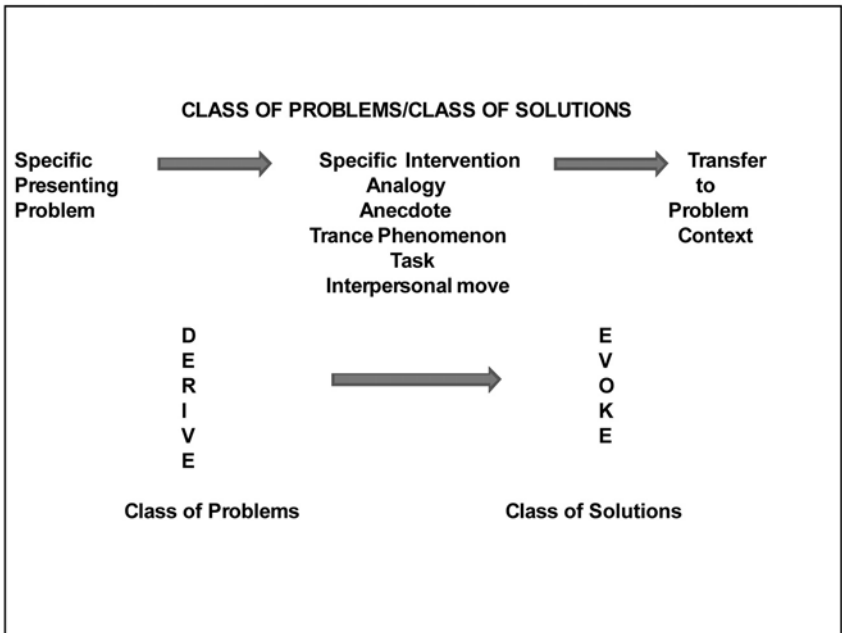 CLASS OF PROBLEMS/CLASS OF SOLUTIONS
Specific
Presenting
Problem
Specific Intervention
Analogy
Anecdote
Trance Phenomenon
Task
Interpersonal move
Transfer
to
Problem
Context
D
E
R
I
V
E
E
V
O
K
E
Class of Problems
Class of Solutions